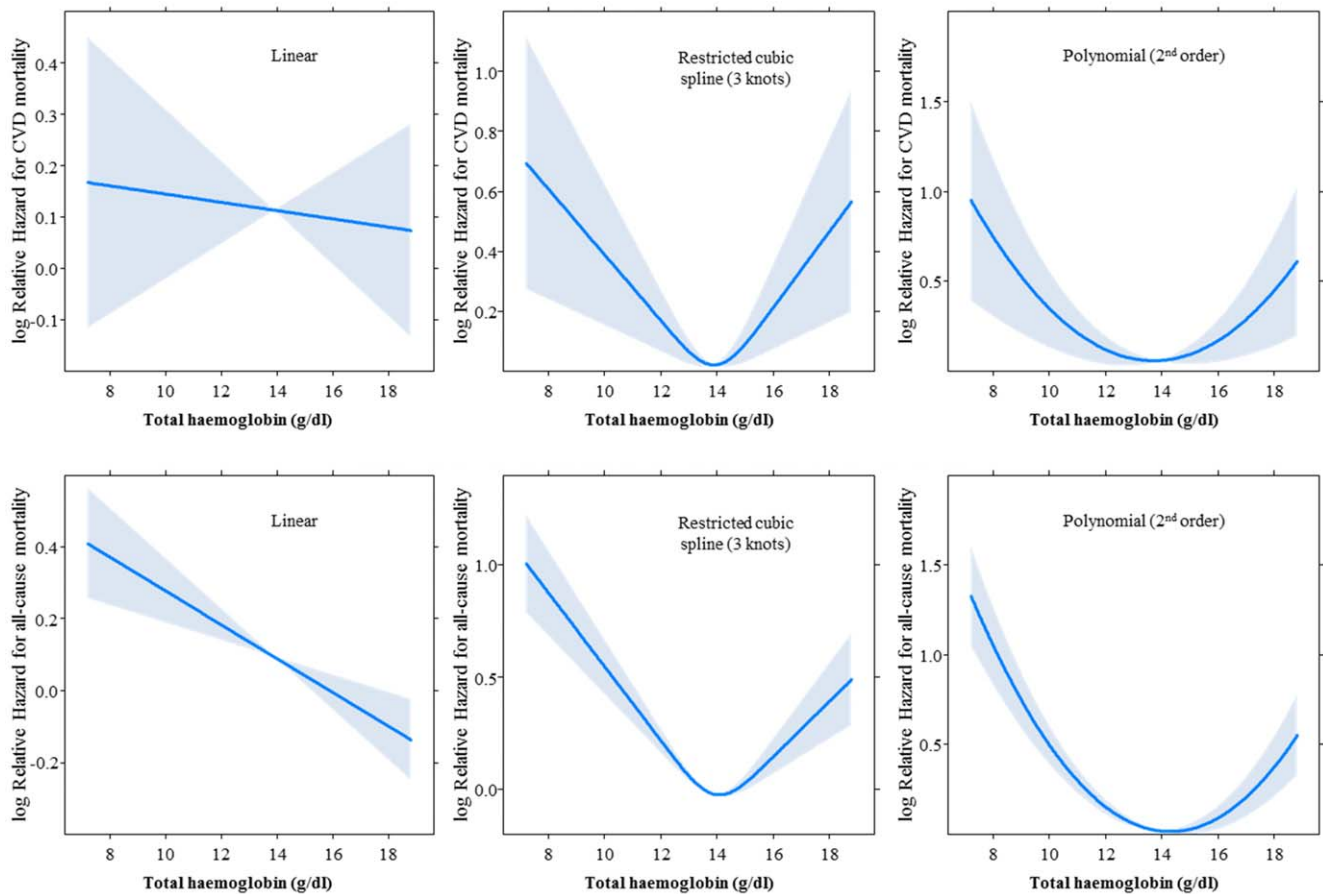 log Relative Hazard for CVD mortality
Linear
0.4
0.3
0.2
0.1
0.0
-0.1
8 10 12 14 16 18
Total haemoglobin (g/dl)
log Relative Hazard for CVD mortality
Restricted cubic
spline (3 knots)
1.0
0.8
0.6
0.4
0.2
8 10 12 14 16 18
Total haemoglobin (g/dl)
log Relative Hazard for CVD mortality
Polynomial (2nd order)
1.5
1.0
0.5
8 10 12 14 16 18
Total haemoglobin (g/dl)
log Relative Hazard for all-cause mortality
Linear
0.4
0.2
0.0
-0.2
8 10 12 14 16 18
Total haemoglobin (g/dl)
log Relative Hazard for all-cause mortality
Restricted cubic
spline (3 knots)
1.0
0.5
0.0
8 10 12 14 16 18
Total haemoglobin (g/dl)
log Relative Hazard for all-cause mortality
Polynomial (2nd order)
1.5
1.0
0.5
8 10 12 14 16 18
Total haemoglobin (g/dl)